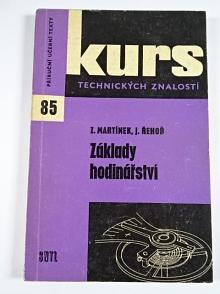 PŘÍRUČNÍ UČEBNÍ TEXTY
kurs
TECHNICKÝCH ZNALOSTÍ
85
Z. MARTÍNEK, J. ŘEHOŘ
Základy
hodinářství
SNTL